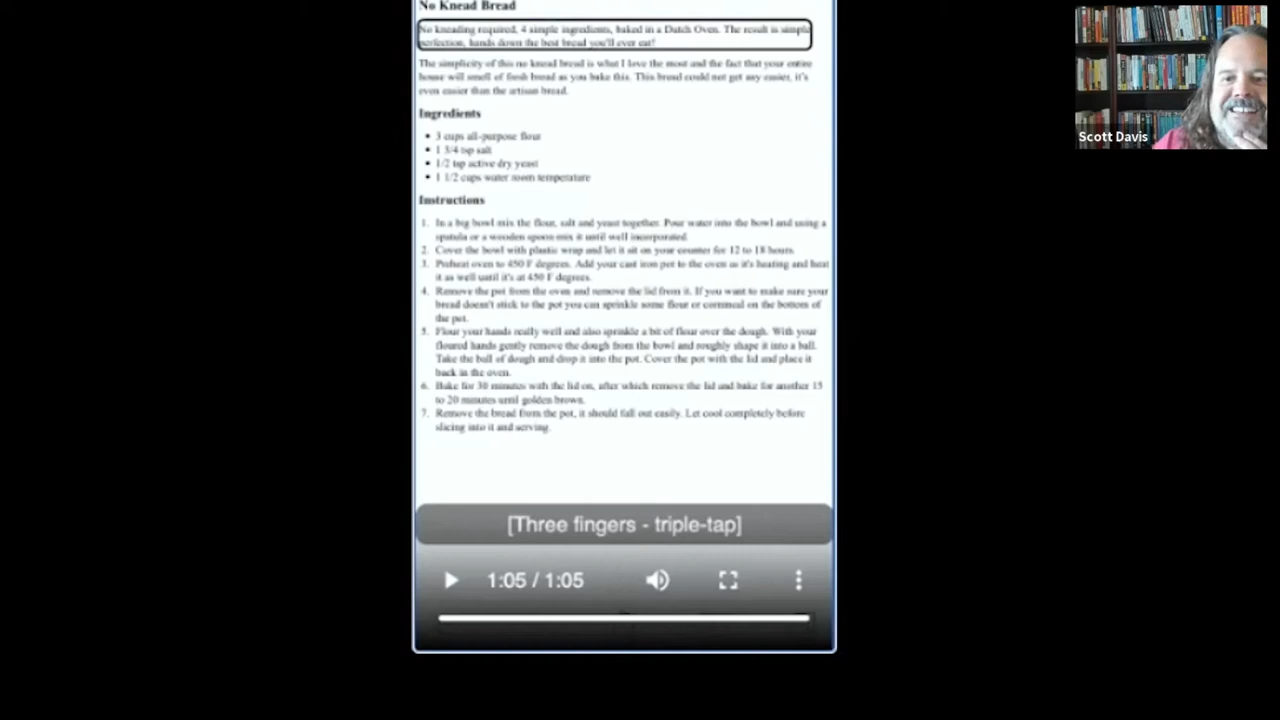 No Knead Bread
No kneading required, 4 simple ingredients, baked in a Dutch Oven. The result is simple
perfection, hands down the best bread you'll ever eat!
The simplicity of this no knead bread is what I love the most and the fact that your entire
house will smell of fresh bread as you bake this. This bread could not get any easier, it's
even easier than the artisan bread.
Ingredients
• 3 cups all-purpose flour
• 1 3/4 tsp salt
• 1/2 tsp active dry yeast
• 1 1/2 cups water room temperature
Instructions
1. In a big bowl mix the flour, salt and yeast together. Pour water into the bowl and using a
spatula or a wooden spoon mix it until well incorporated.
2. Cover the bowl with plastic wrap and let it sit on your counter for 12 to 18 hours.
3. Preheat oven to 450 F degrees. Add your cast iron pot to the oven as it's heating and heat
it as well until it's at 450 F degrees.
4. Remove the pot from the oven and remove the lid from it. If you want to make sure your
bread doesn't stick to the pot you can sprinkle some flour or cornmeal on the bottom of
the pot.
5. Flour your hands really well and also sprinkle a bit of flour over the dough. With your
floured hands gently remove the dough from the bowl and roughly shape it into a ball.
Take the ball of dough and drop it into the pot. Cover the pot with the lid and place it
back in the oven.
6. Bake for 30 minutes with the lid on, after which remove the lid and bake for another 15
to 20 minutes until golden brown.
7. Remove the bread from the pot, it should fall out easily. Let cool completely before
slicing into it and serving.
[Three fingers - triple-tap]
1:05 / 1:05
Scott Davis